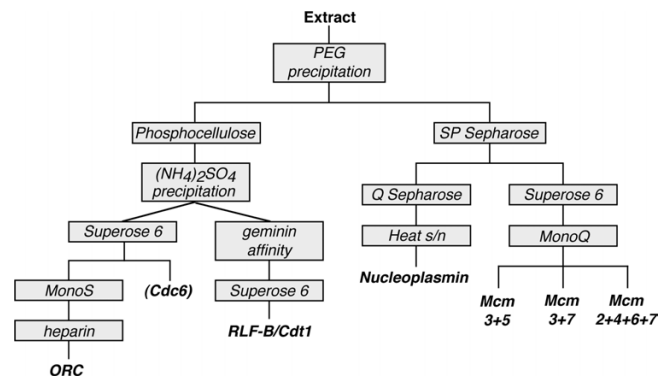 Extract
PEG
precipitation
Phosphocellulose
SP Sepharose
(NH4)2SO4
precipitation
Q Sepharose
Superose 6
Superose 6
geminin
affinity
Heat s/n
MonoQ
Nucleoplasmin
MonoS
(Cdc6)
Superose 6
Mcm
3+5
Mcm
3+7
Mcm
2+4+6+7
heparin
RLF-B/Cdt1
ORC